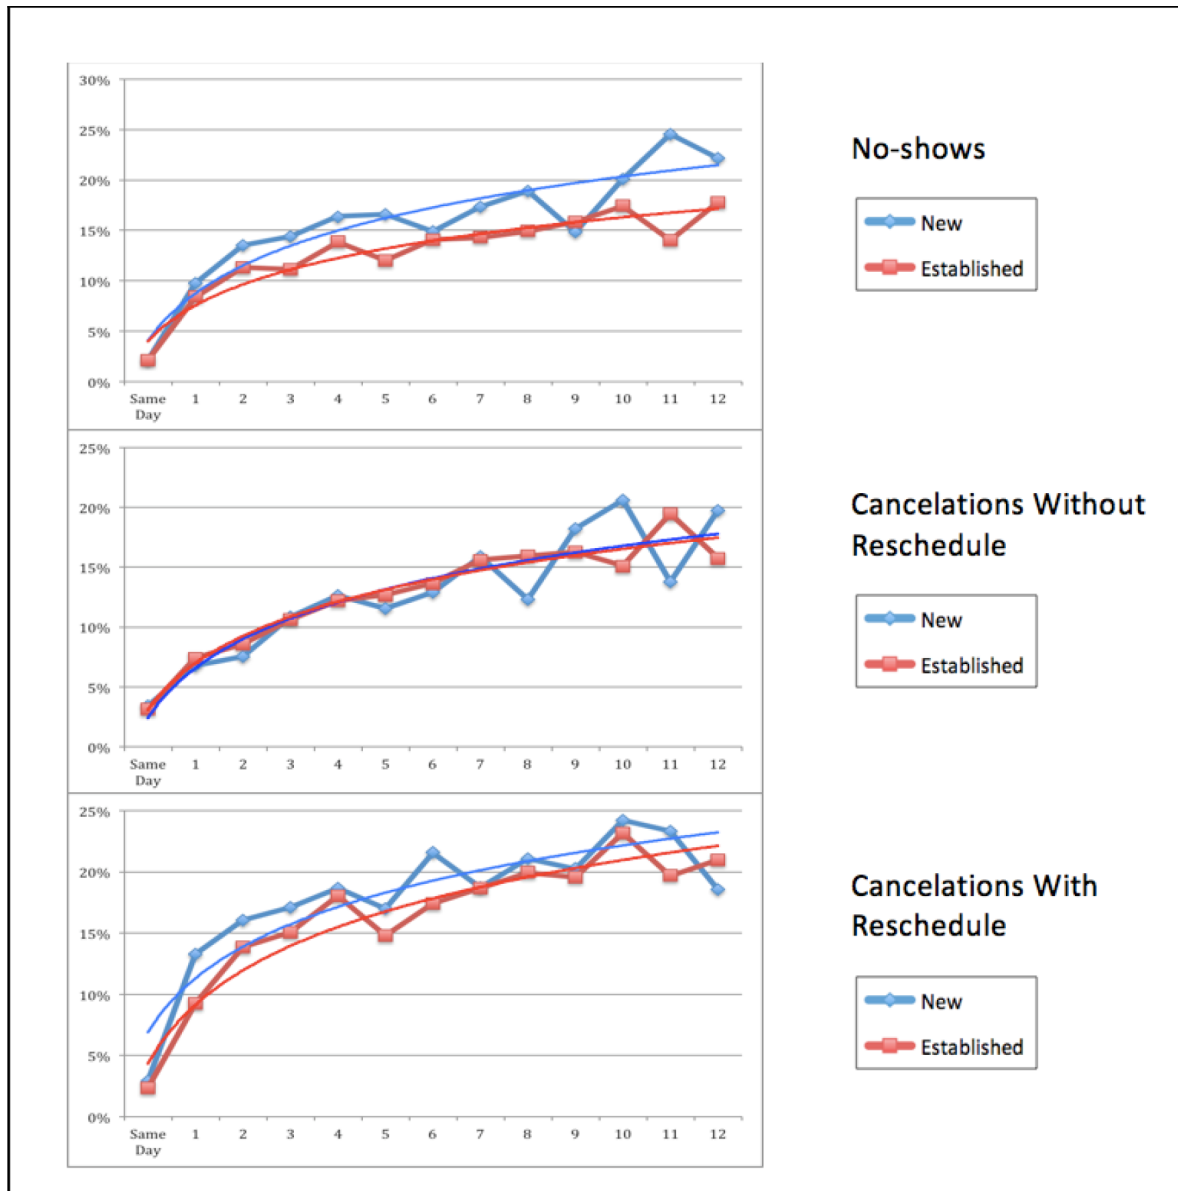 30%
25%
20%
15%
10%
5%
0%
Same Day 1 2 3 4 5 6 7 8 9 10 11 12
No-shows
New
Established
25%
20%
15%
10%
5%
0%
Same Day 1 2 3 4 5 6 7 8 9 10 11 12
Cancelations Without
Reschedule
New
Established
25%
20%
15%
10%
5%
0%
Same Day 1 2 3 4 5 6 7 8 9 10 11 12
Cancelations With
Reschedule
New
Established